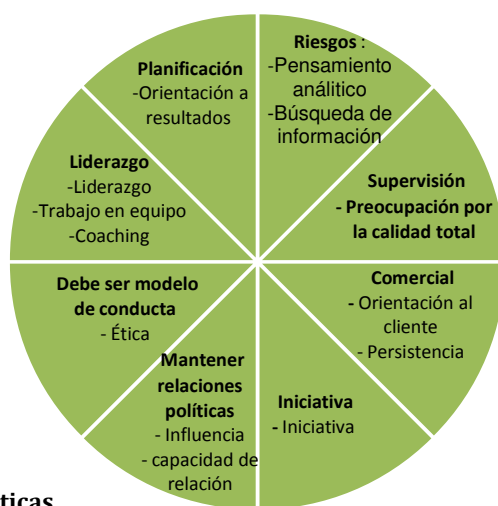 Riesgos :
-Pensamiento
análitico
-Búsqueda de
información
Supervisión
- Preocupación por
la calidad total
Comercial
- Orientación al
cliente
- Persistencia
Iniciativa
- Iniciativa
Mantener
relaciones
políticas
- Influencia
- capacidad de
relación
Debe ser modelo
de conducta
- Ética
Liderazgo
-Liderazgo
-Trabajo en equipo
-Coaching
Planificación
-Orientación a
resultados
ticas